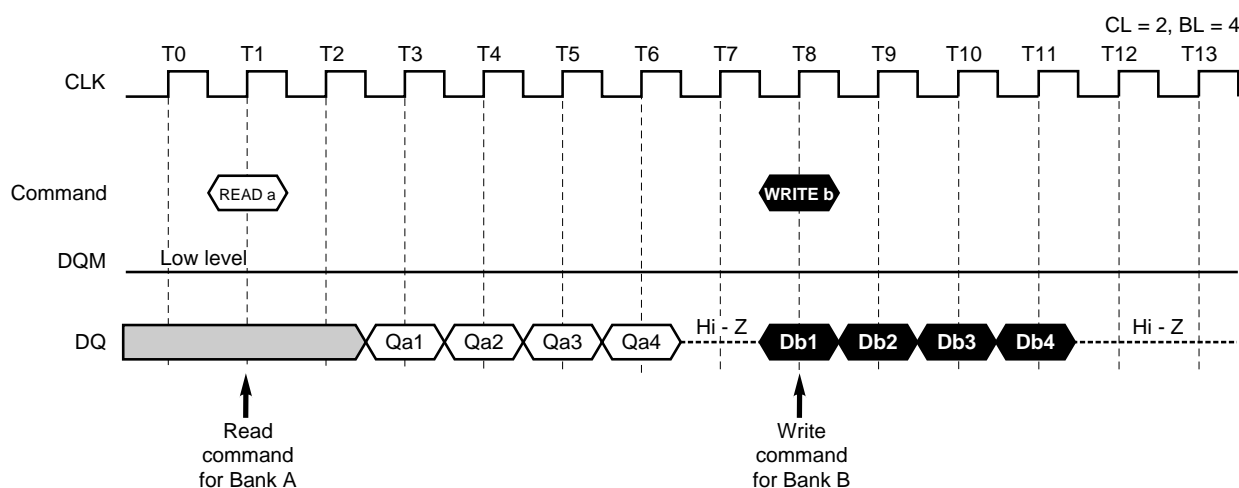 CL = 2, BL = 4
T0 T1 T2 T3 T4 T5 T6 T7 T8 T9 T10 T11 T12 T13
CLK
Command READ a WRITE b
DQM Low level
DQ Qa1 Qa2 Qa3 Qa4 Hi - Z Db1 Db2 Db3 Db4 Hi - Z
Read
command
for Bank A
Write
command
for Bank B